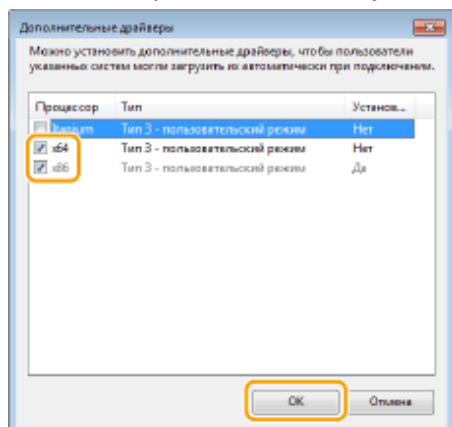 Дополнительные драйверы
Можно установить дополнительные драйверы, чтобы пользователи
указанных систем могли загрузить их автоматически при подключении.
Процессор Тип Установ...
Itanium Тип 3 - пользовательский режим Нет
x64 Тип 3 - пользовательский режим Нет
x86 Тип 3 - пользовательский режим Да
OK Отмена